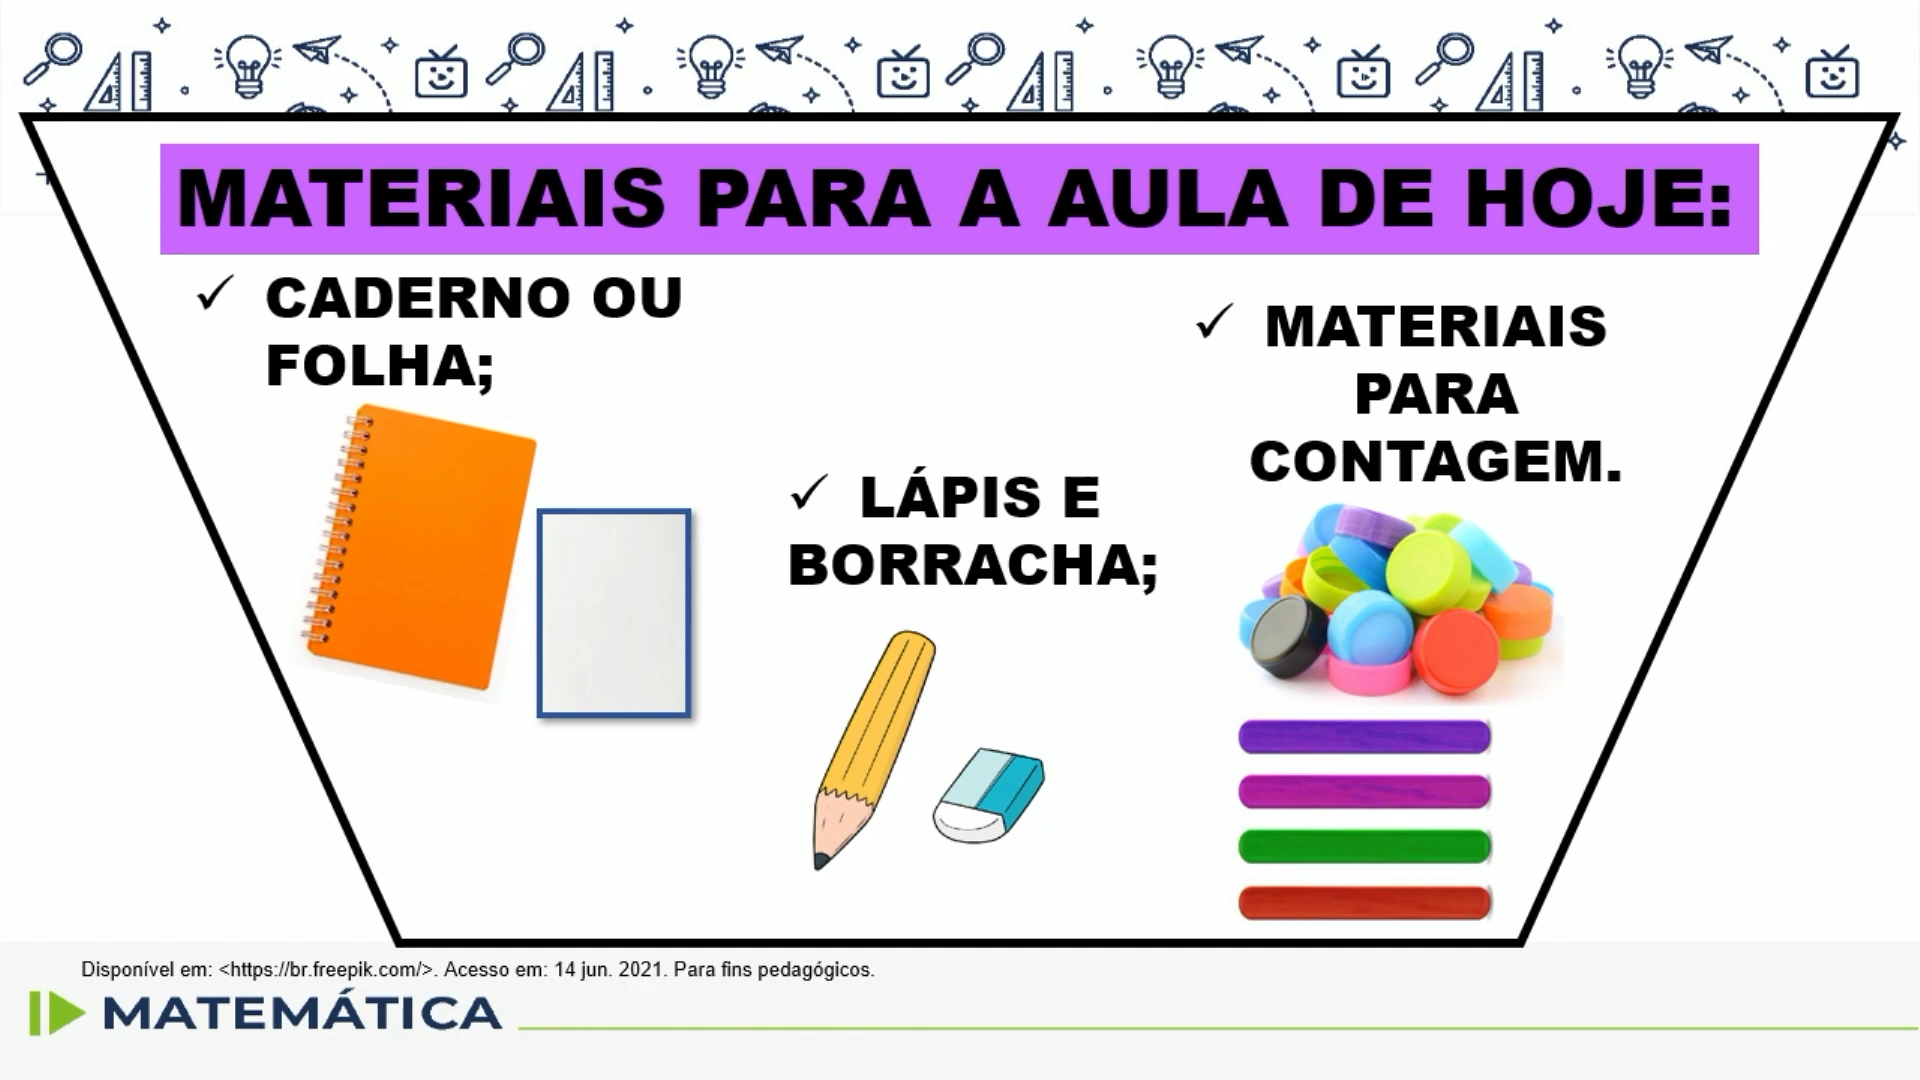 MATERIAIS PARA A AULA DE HOJE:
✓ CADERNO OU
FOLHA;
✓ LÁPIS E
BORRACHA;
✓ MATERIAIS
PARA
CONTAGEM.
Disponível em: <https://br.freepik.com/>. Acesso em: 14 jun. 2021. Para fins pedagógicos.
MATEMÁTICA